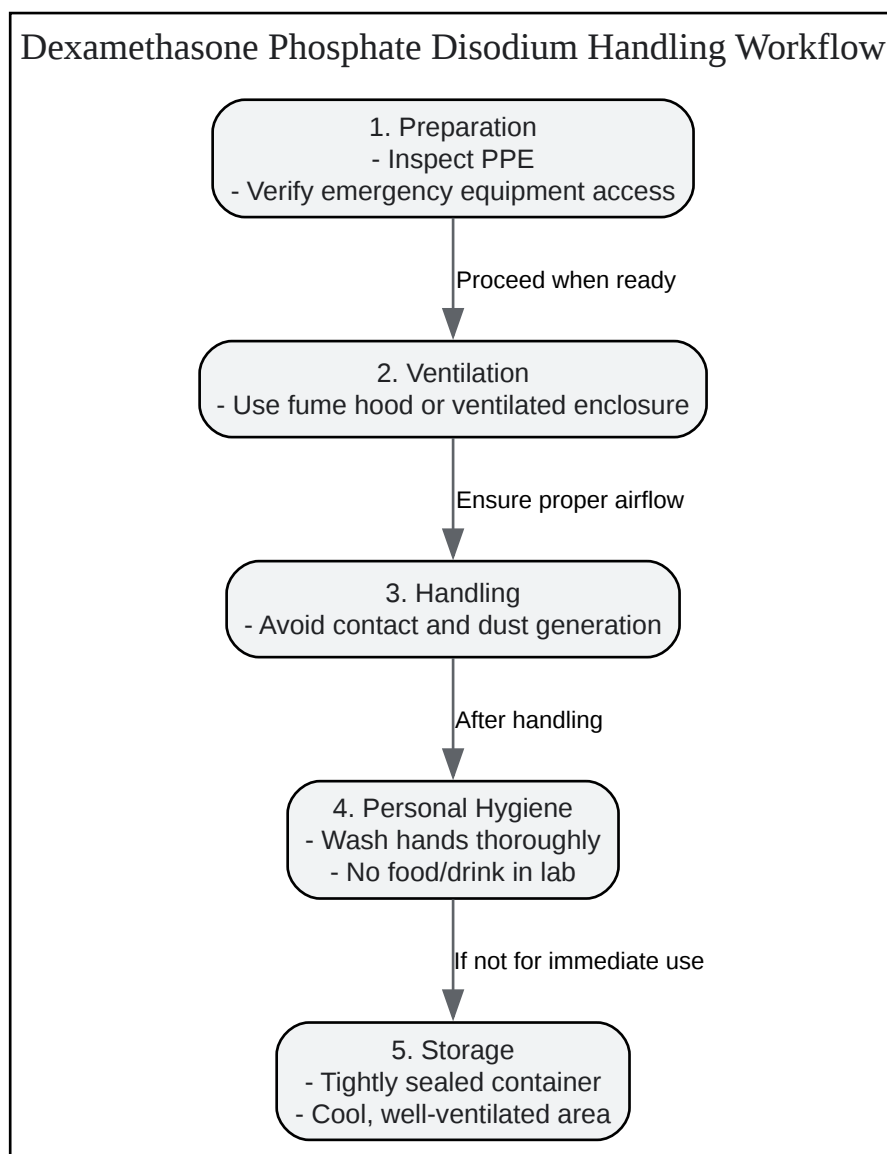 Dexamethasone Phosphate Disodium Handling Workflow
1. Preparation
- Inspect PPE
- Verify emergency equipment access
Proceed when ready
2. Ventilation
- Use fume hood or ventilated enclosure
Ensure proper airflow
3. Handling
- Avoid contact and dust generation
After handling
4. Personal Hygiene
- Wash hands thoroughly
- No food/drink in lab
If not for immediate use
5. Storage
- Tightly sealed container
- Cool, well-ventilated area